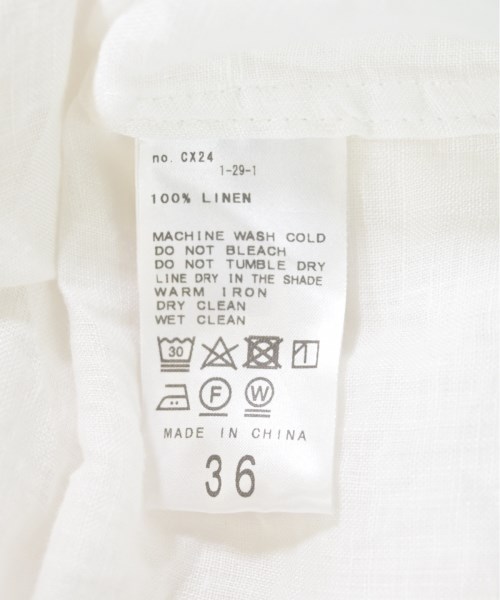 no. CX24
1-29-1
100% LINEN
MACHINE WASH COLD
DO NOT BLEACH
DO NOT TUMBLE DRY
LINE DRY IN THE SHADE
WARM IRON
DRY CLEAN
WET CLEAN
30
F W
MADE IN CHINA
36